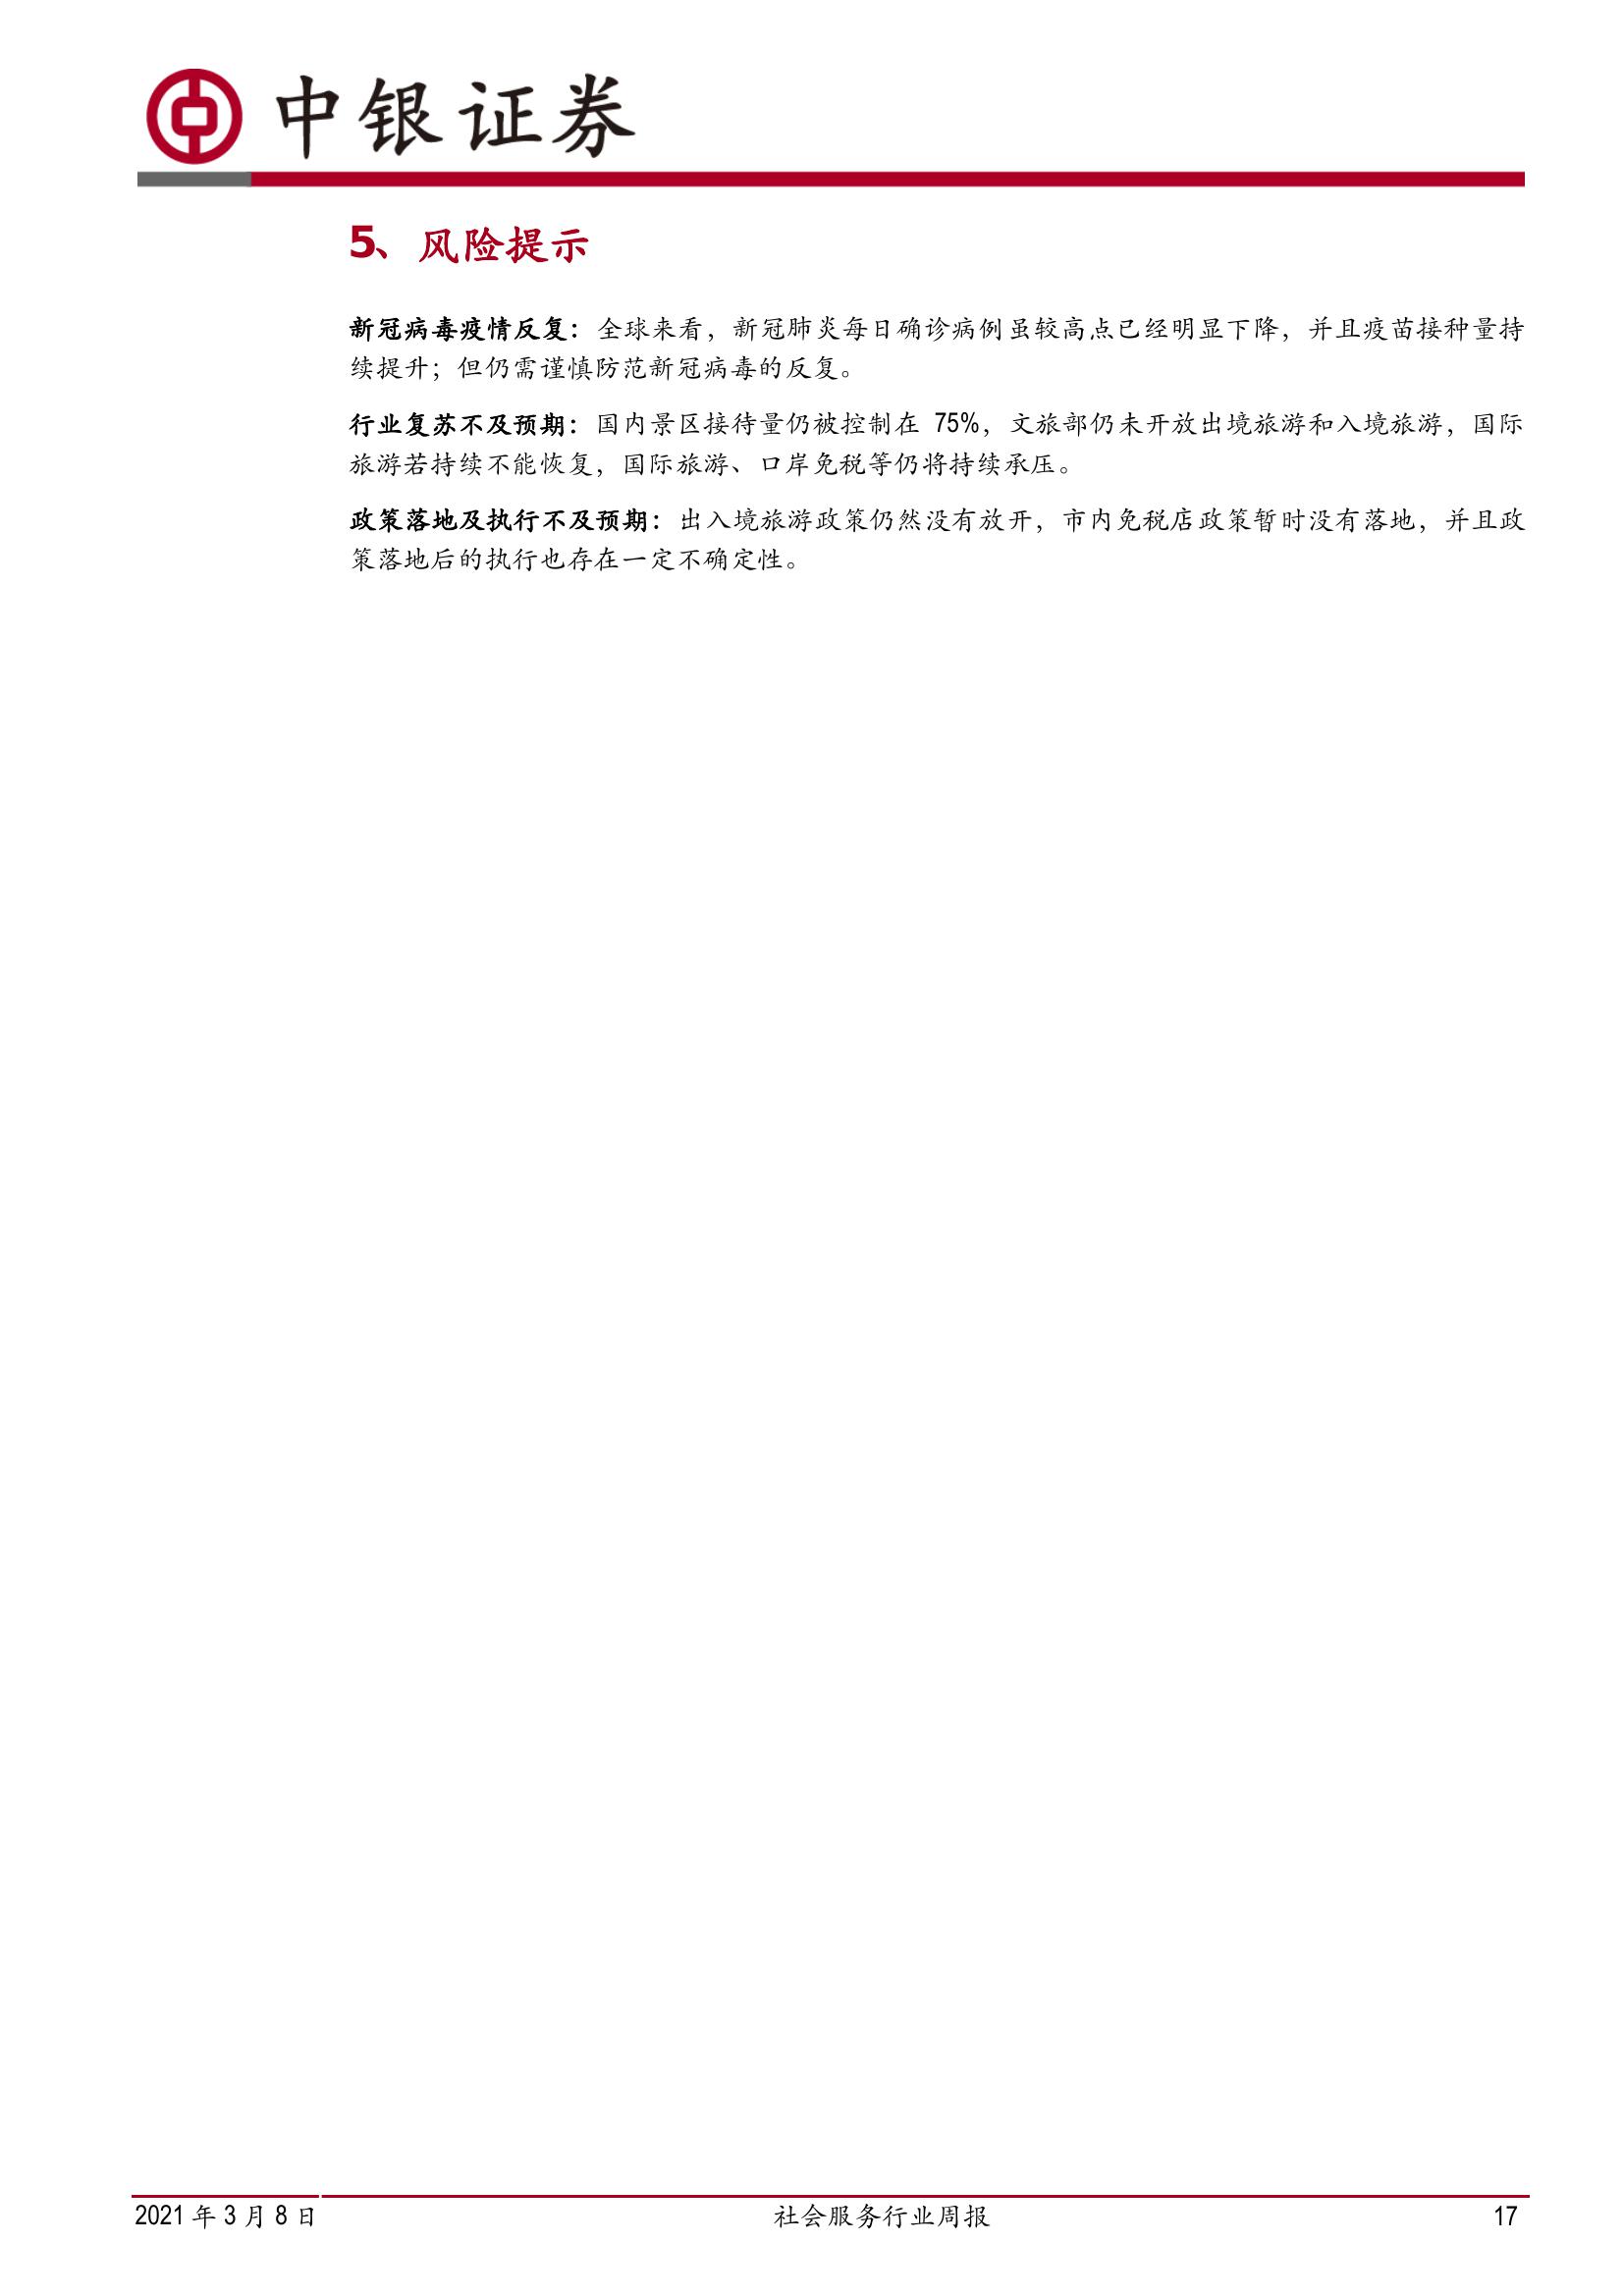 中银证券
5、风险提示
新冠病毒疫情反复：全球来看，新冠肺炎每日确诊病例虽较高点已经明显下降，并且疫苗接种量持
续提升；但仍需谨慎防范新冠病毒的反复。
行业复苏不及预期：国内景区接待量仍被控制在 75%，文旅部仍未开放出境旅游和入境旅游，国际
旅游若持续不能恢复，国际旅游、口岸免税等仍将持续承压。
政策落地及执行不及预期：出入境旅游政策仍然没有放开，市内免税店政策暂时没有落地，并且政
策落地后的执行也存在一定不确定性。
2021 年 3 月 8 日 社会服务行业周报 17